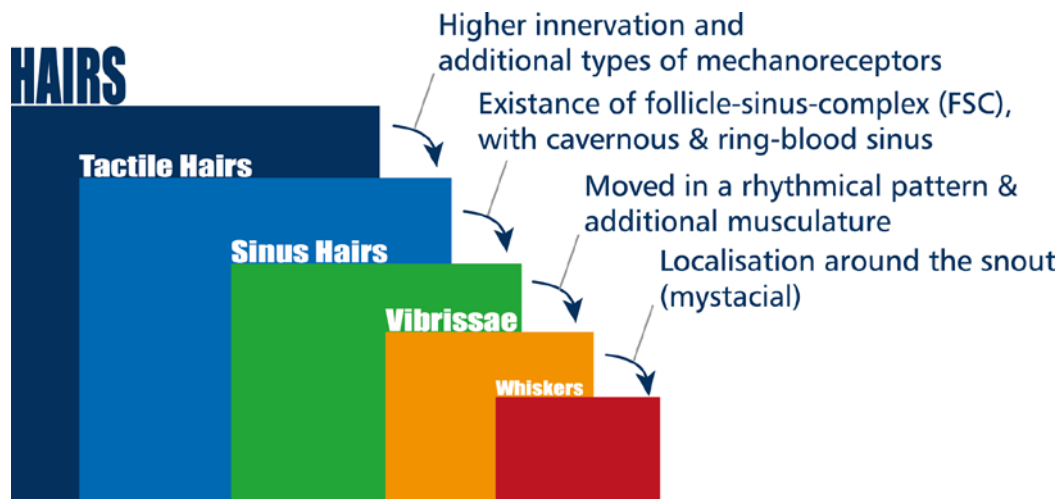 HAIRS
Higher innervation and
additional types of mechanoreceptors
Existance of follicle-sinus-complex (FSC),
with cavernous & ring-blood sinus
Tactile Hairs
Moved in a rhythmical pattern &
additional musculature
Sinus Hairs
Localisation around the snout
(mystacial)
Vibrissae
Whiskers